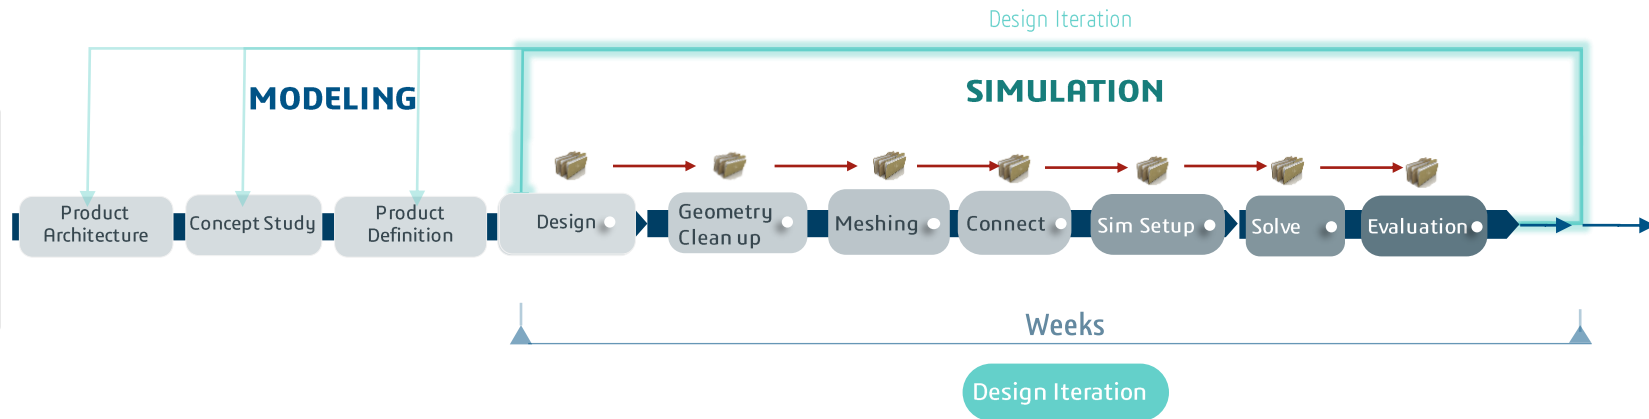 Design Iteration
MODELING
SIMULATION
Product
Architecture
Concept Study
Product
Definition
Design
Geometry
Clean up
Meshing
Connect
Sim Setup
Solve
Evaluation
Weeks
Design Iteration